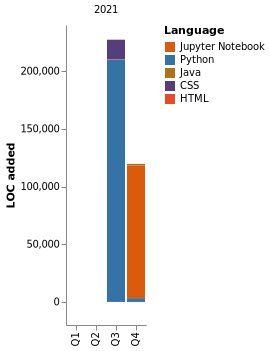 2021
Language
Jupyter Notebook
Python
Java
CSS
HTML
LOC added
200,000
150,000
100,000
50,000
0
Q1
Q2
Q3
Q4